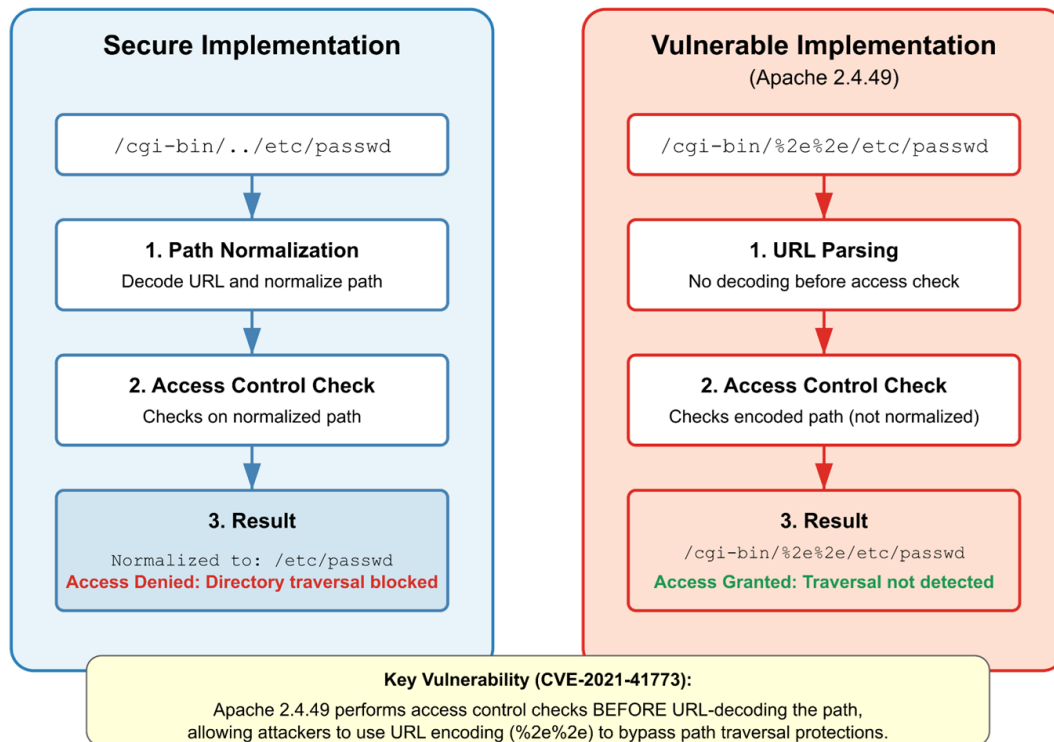 Secure Implementation
/cgi-bin/../etc/passwd
1. Path Normalization
Decode URL and normalize path
2. Access Control Check
Checks on normalized path
3. Result
Normalized to: /etc/passwd
Access Denied: Directory traversal blocked
Vulnerable Implementation
(Apache 2.4.49)
/cgi-bin/%2e%2e/etc/passwd
1. URL Parsing
No decoding before access check
2. Access Control Check
Checks encoded path (not normalized)
3. Result
/cgi-bin/%2e%2e/etc/passwd
Access Granted: Traversal not detected
Key Vulnerability (CVE-2021-41773):
Apache 2.4.49 performs access control checks BEFORE URL-decoding the path,
allowing attackers to use URL encoding (%2e%2e) to bypass path traversal protections.